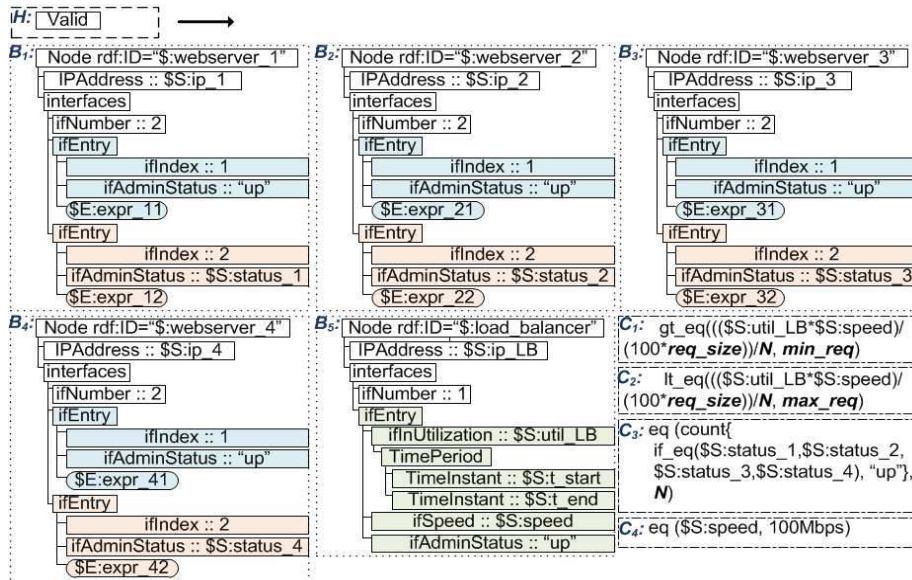 H: Valid
B1: Node rdf:ID="$:webserver_1"
IPAddress :: $S:ip_1
interfaces
ifNumber :: 2
ifEntry
ifIndex :: 1
ifAdminStatus :: "up"
$E:expr_11
ifEntry
ifIndex :: 2
ifAdminStatus :: $S:status_1
$E:expr_12
B2: Node rdf:ID="$:webserver_2"
IPAddress :: $S:ip_2
interfaces
ifNumber :: 2
ifEntry
ifIndex :: 1
ifAdminStatus :: "up"
$E:expr_21
ifEntry
ifIndex :: 2
ifAdminStatus :: $S:status_2
$E:expr_22
B3: Node rdf:ID="$:webserver_3"
IPAddress :: $S:ip_3
interfaces
ifNumber :: 2
ifEntry
ifIndex :: 1
ifAdminStatus :: "up"
$E:expr_31
ifEntry
ifIndex :: 2
ifAdminStatus :: $S:status_3
$E:expr_32
B4: Node rdf:ID="$:webserver_4"
IPAddress :: $S:ip_4
interfaces
ifNumber :: 2
ifEntry
ifIndex :: 1
ifAdminStatus :: "up"
$E:expr_41
ifEntry
ifIndex :: 2
ifAdminStatus :: $S:status_4
$E:expr_42
B5: Node rdf:ID="$:load_balancer"
IPAddress :: $S:ip_LB
interfaces
ifNumber :: 1
ifEntry
ifInUtilization :: $S:util_LB
TimePeriod
TimeInstant :: $S:t_start
TimeInstant :: $S:t_end
ifSpeed :: $S:speed
ifAdminStatus :: "up"
C1: gt_eq((($S:util_LB*$S:speed)/
(100*req_size))/N, min_req)
C2: lt_eq((($S:util_LB*$S:speed)/
(100*req_size))/N, max_req)
C3: eq (count{
if_eq($S:status_1,$S:status_2,
$S:status_3,$S:status_4), "up"},
N)
C4: eq ($S:speed, 100Mbps)